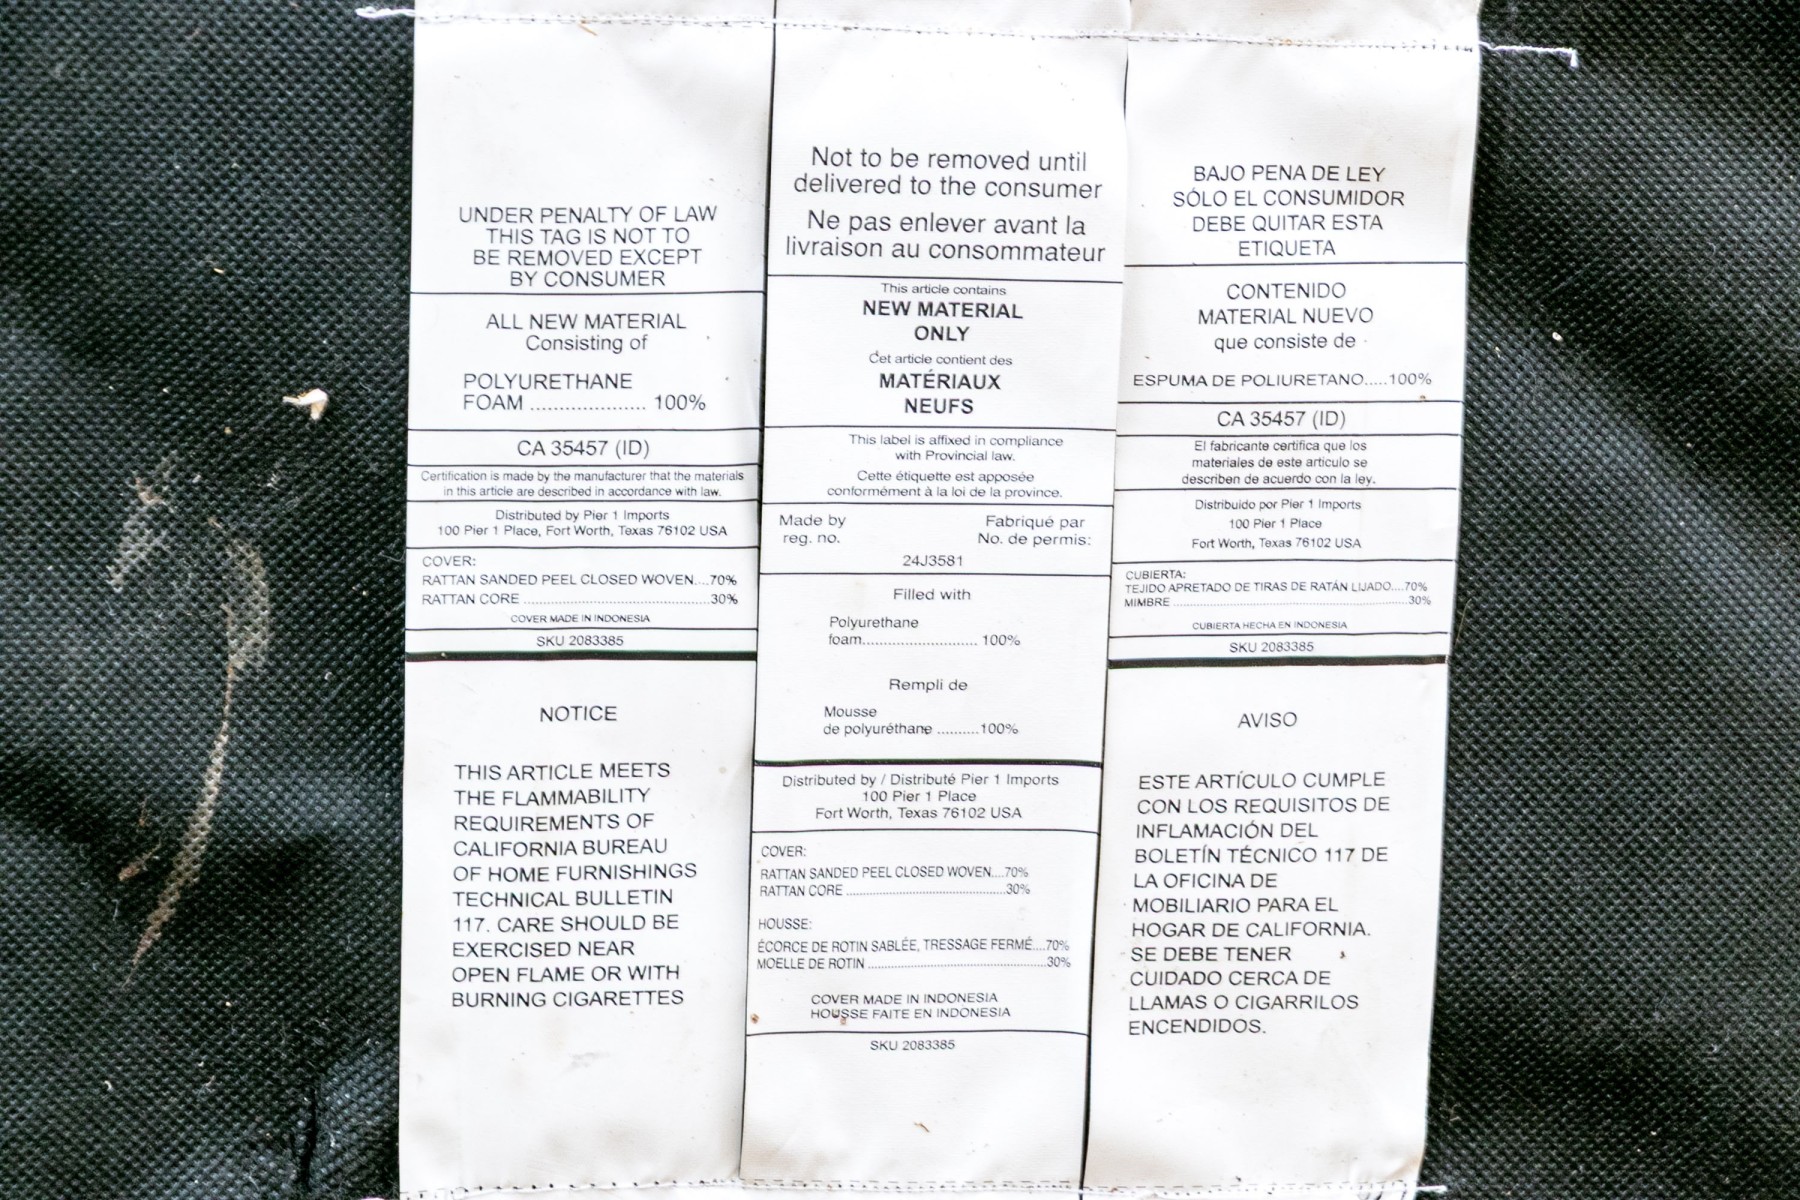 UNDER PENALTY OF LAW
THIS TAG IS NOT TO
BE REMOVED EXCEPT
BY CONSUMER
ALL NEW MATERIAL
Consisting of
POLYURETHANE
FOAM .................... 100%
CA 35457 (ID)
Certification is made by the manufacturer that the materials
in this article are described in accordance with law.
Distributed by Pier 1 Imports
100 Pier 1 Place, Fort Worth, Texas 76102 USA
COVER:
RATTAN SANDED PEEL CLOSED WOVEN....70%
RATTAN CORE ..................................................30%
COVER MADE IN INDONESIA
SKU 2083385
NOTICE
THIS ARTICLE MEETS
THE FLAMMABILITY
REQUIREMENTS OF
CALIFORNIA BUREAU
OF HOME FURNISHINGS
TECHNICAL BULLETIN
117. CARE SHOULD BE
EXERCISED NEAR
OPEN FLAME OR WITH
BURNING CIGARETTES
Not to be removed until
delivered to the consumer
Ne pas enlever avant la
livraison au consommateur
This article contains
NEW MATERIAL
ONLY
Cet article contient des
MATÉRIAUX
NEUFS
This label is affixed in compliance
with Provincial law.
Cette étiquette est apposée
conformément à la loi de la province.
Made by Fabriqué par
reg. no. No. de permis:
24J3581
Filled with
Polyurethane
foam............................ 100%
Rempli de
Mousse
de polyuréthane ..........100%
Distributed by / Distribué Pier 1 Imports
100 Pier 1 Place
Fort Worth, Texas 76102 USA
COVER:
RATTAN SANDED PEEL CLOSED WOVEN....70%
RATTAN CORE ..........................................30%
HOUSSE:
ÉCORCE DE ROTIN SABLÉE, TRESSAGE FERMÉ....70%
MOELLE DE ROTIN ..............................................30%
COVER MADE IN INDONESIA
HOUSSE FAITE EN INDONESIA
SKU 2083385
BAJO PENA DE LEY
SÓLO EL CONSUMIDOR
DEBE QUITAR ESTA
ETIQUETA
CONTENIDO
MATERIAL NUEVO
que consiste de
ESPUMA DE POLIURETANO.....100%
CA 35457 (ID)
El fabricante certifica que los
materiales de este articulo se
describen de acuerdo con la ley.
Distribuido por Pier 1 Imports
100 Pier 1 Place
Fort Worth, Texas 76102 USA
CUBIERTA:
TEJIDO APRETADO DE TIRAS DE RATÁN LIJADO....70%
MIMBRE ................................................................30%
CUBIERTA HECHA EN INDONESIA
SKU 2083385
AVISO
ESTE ARTÍCULO CUMPLE
CON LOS REQUISITOS DE
INFLAMACIÓN DEL
BOLETÍN TÉCNICO 117 DE
LA OFICINA DE
MOBILIARIO PARA EL
HOGAR DE CALIFORNIA.
SE DEBE TENER
CUIDADO CERCA DE
LLAMAS O CIGARRILOS
ENCENDIDOS.